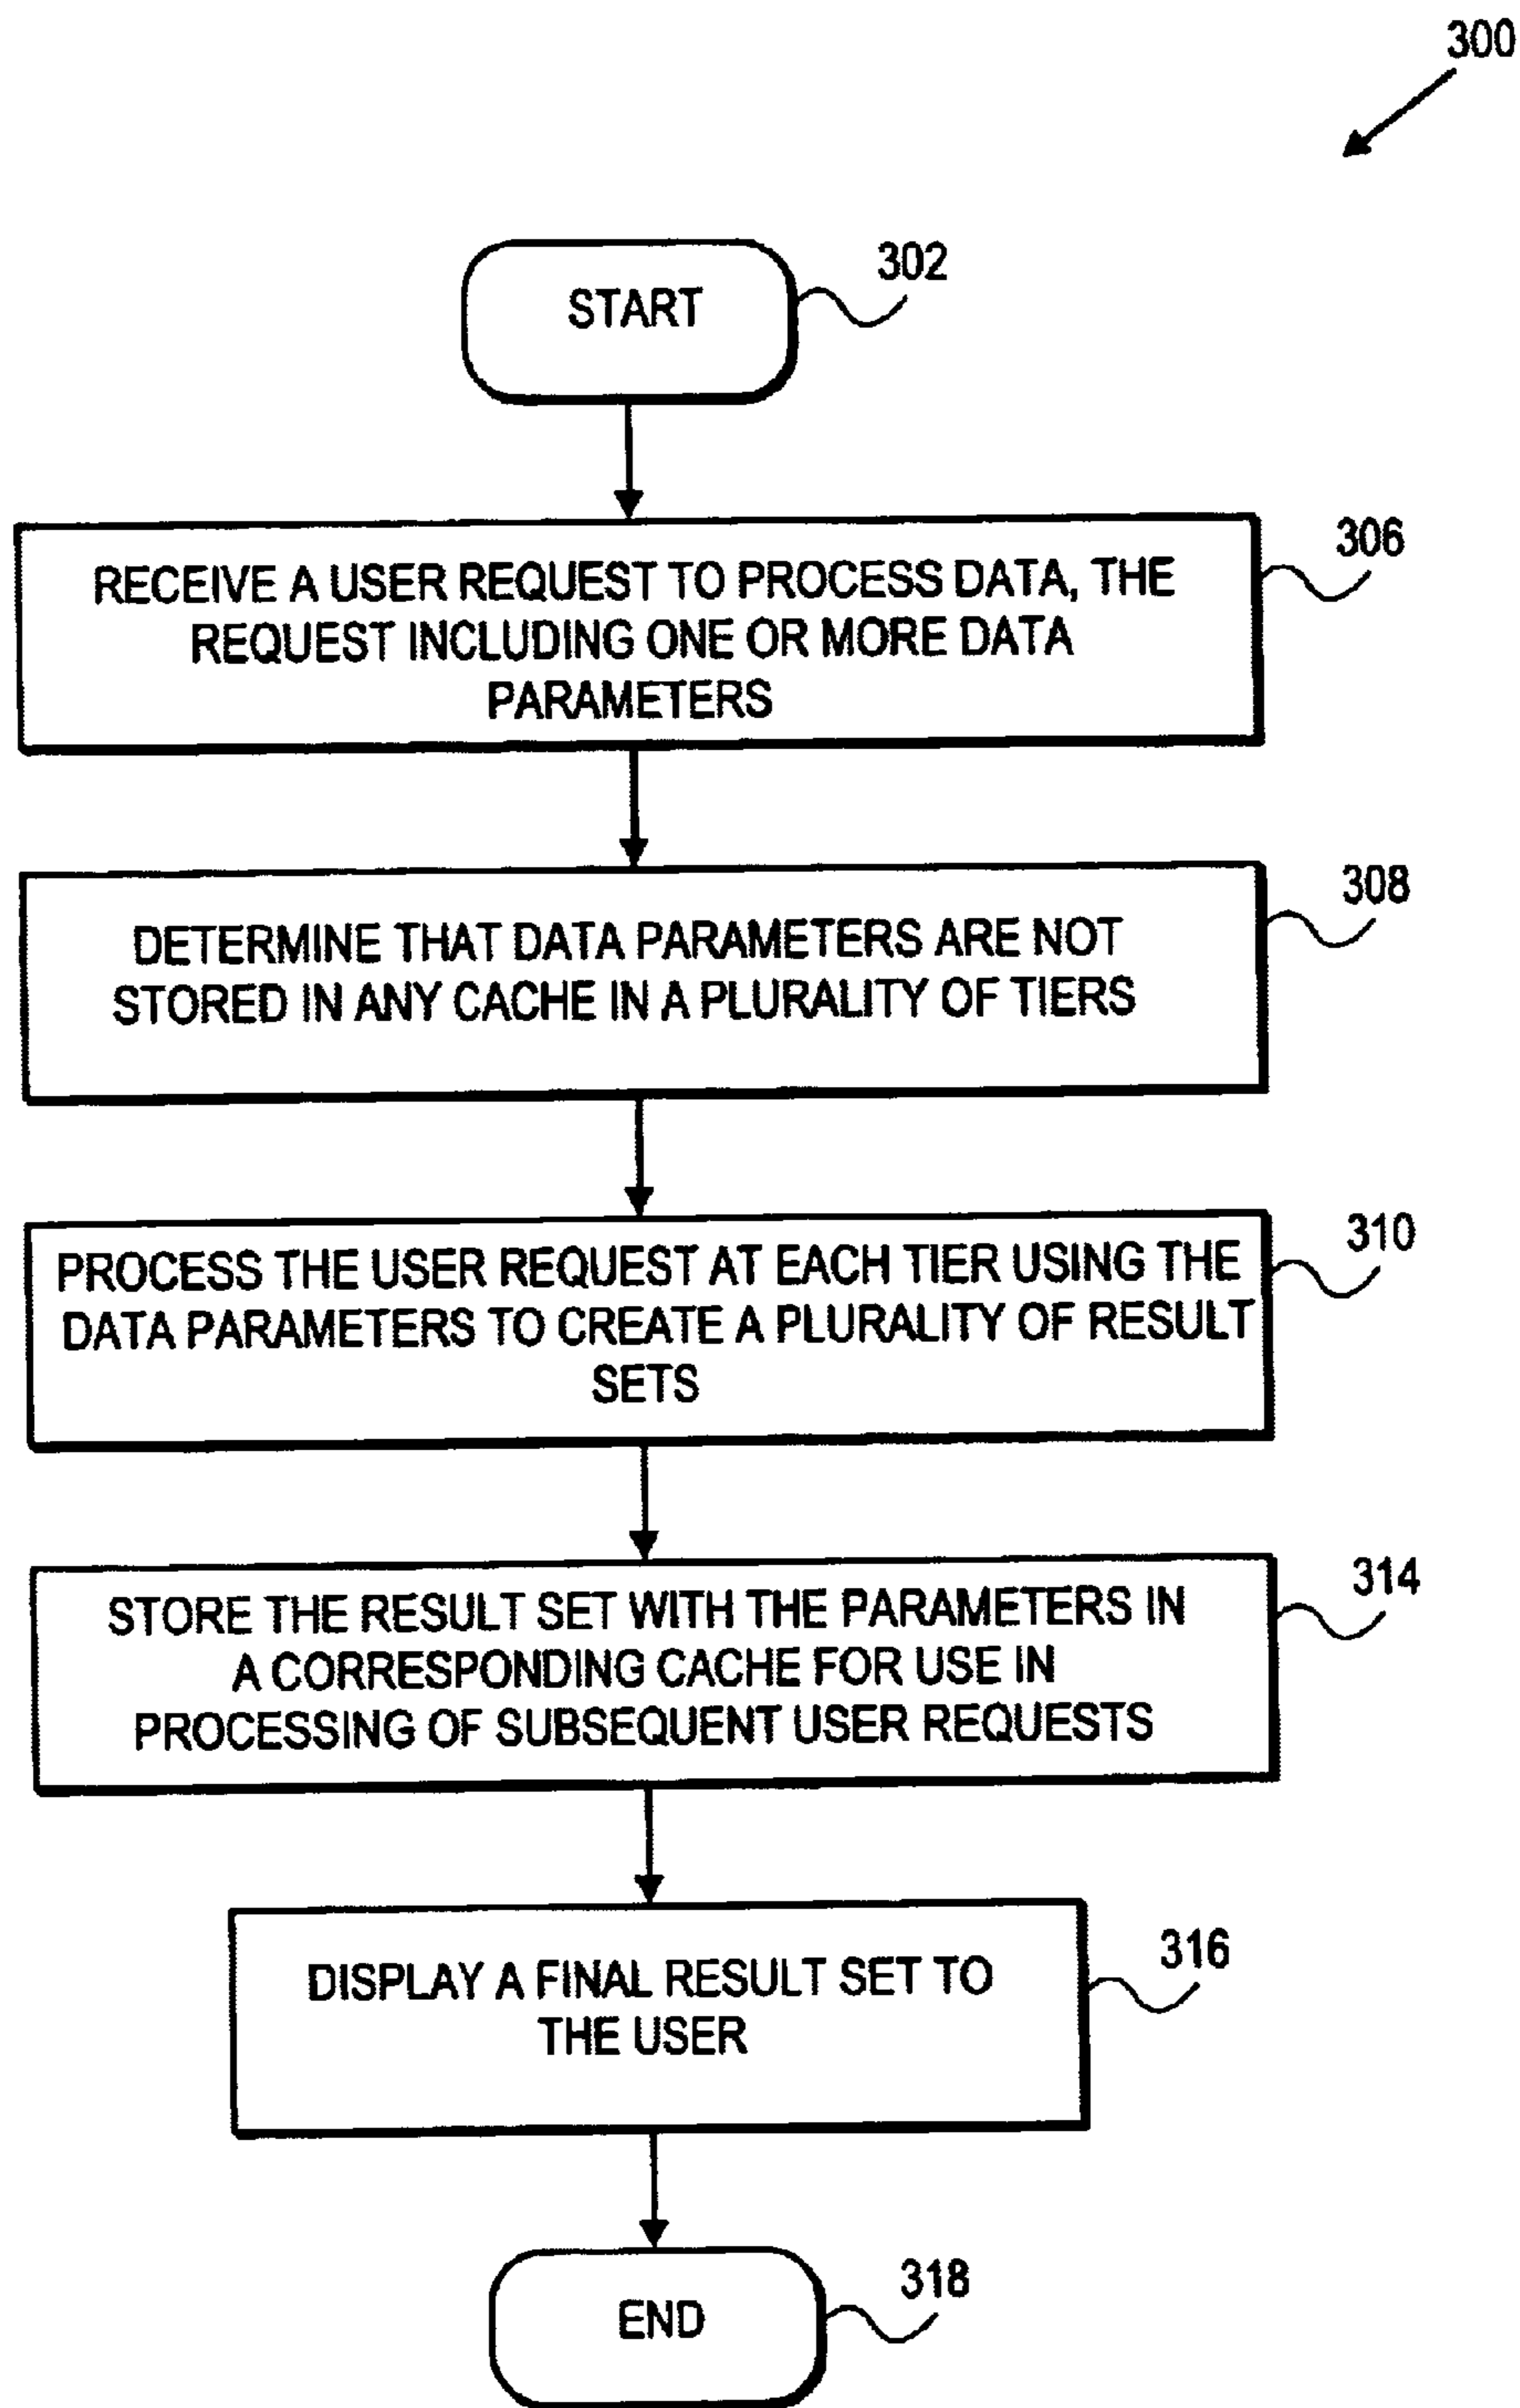 300
START
302
RECEIVE A USER REQUEST TO PROCESS DATA, THE
REQUEST INCLUDING ONE OR MORE DATA
PARAMETERS
306
DETERMINE THAT DATA PARAMETERS ARE NOT
STORED IN ANY CACHE IN A PLURALITY OF TIERS
308
PROCESS THE USER REQUEST AT EACH TIER USING THE
DATA PARAMETERS TO CREATE A PLURALITY OF RESULT
SETS
310
STORE THE RESULT SET WITH THE PARAMETERS IN
A CORRESPONDING CACHE FOR USE IN
PROCESSING OF SUBSEQUENT USER REQUESTS
314
DISPLAY A FINAL RESULT SET TO
THE USER
316
END
318